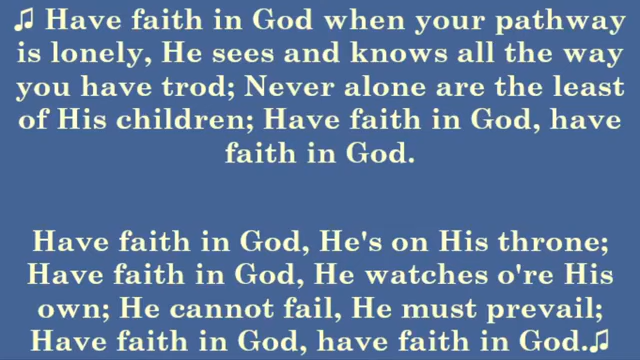 ♫ Have faith in God when your pathway
is lonely, He sees and knows all the way
you have trod; Never alone are the least
of His children; Have faith in God, have
faith in God.
Have faith in God, He's on His throne;
Have faith in God, He watches o're His
own; He cannot fail, He must prevail;
Have faith in God, have faith in God.♫